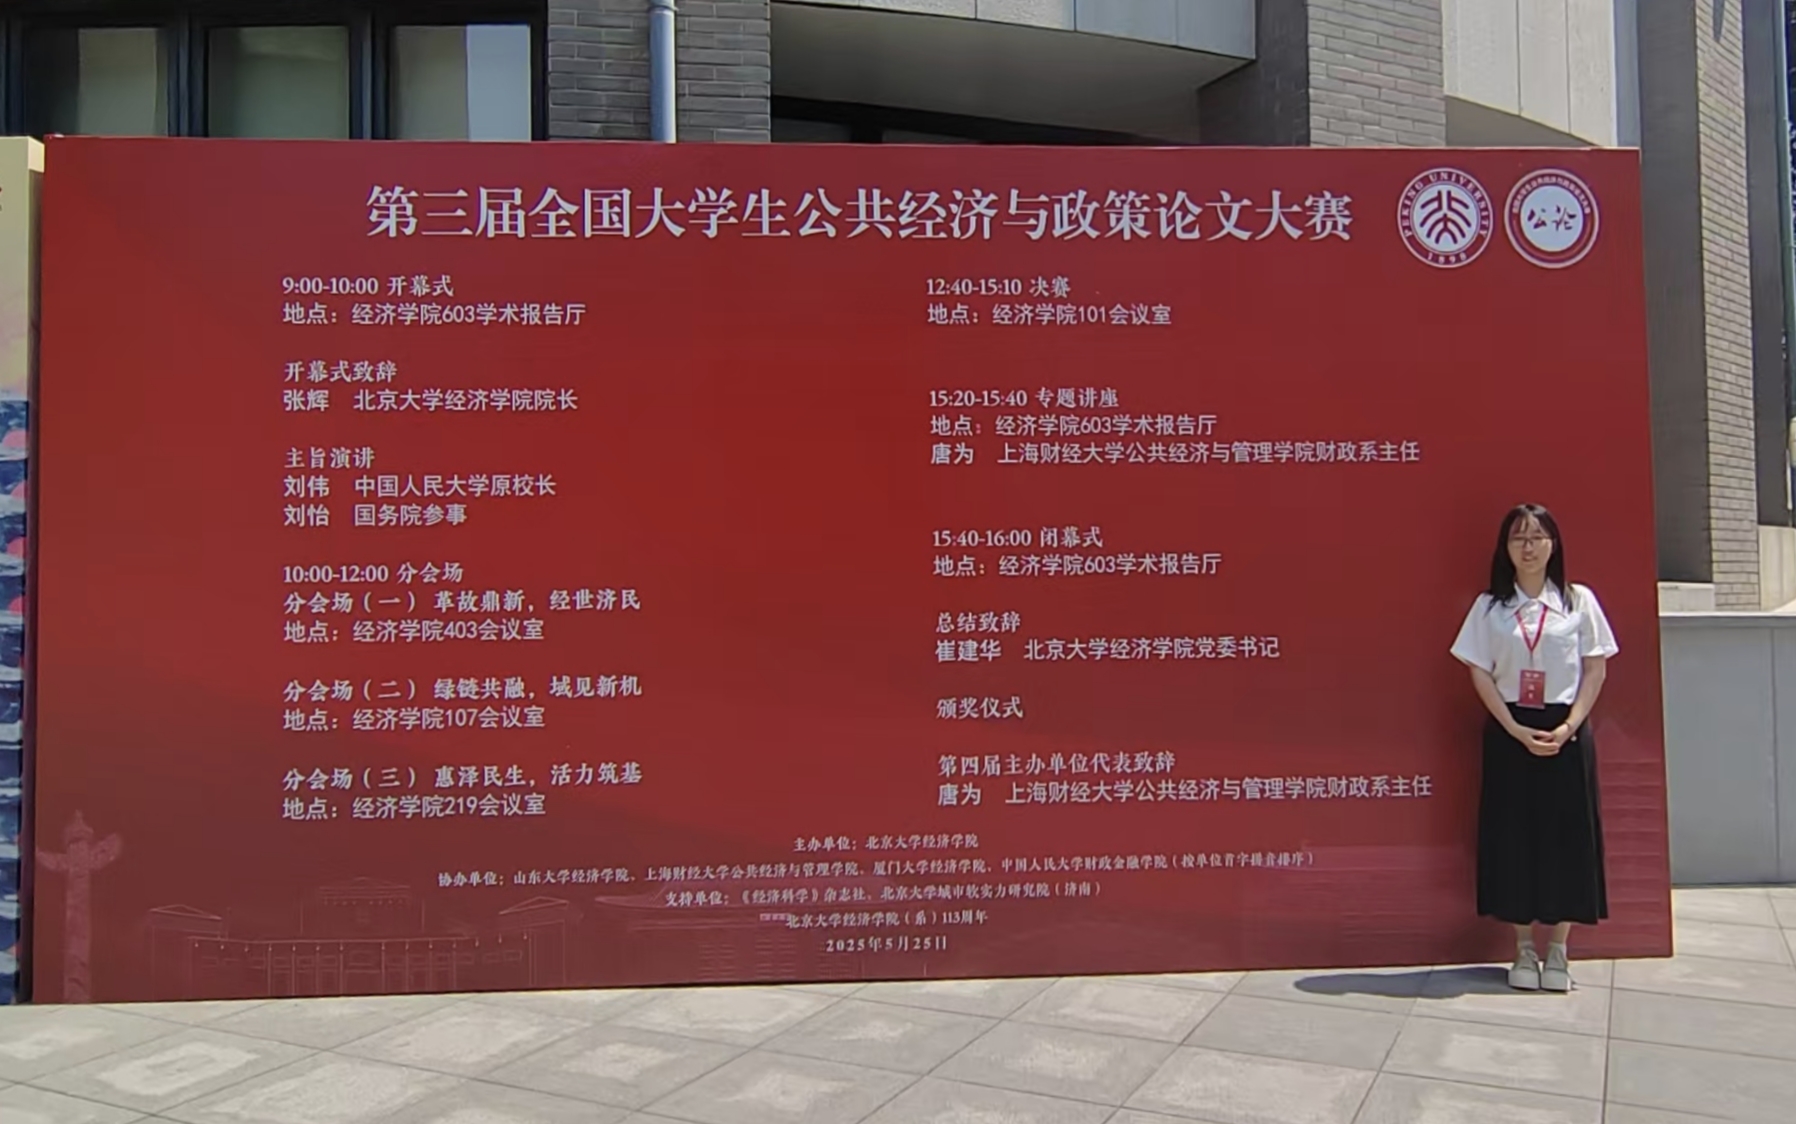 第三届全国大学生公共经济与政策论文大赛
PEKING UNIVERSITY
1898
公论
9:00-10:00 开幕式
地点：经济学院603学术报告厅
开幕式致辞
张辉 北京大学经济学院院长
主旨演讲
刘伟 中国人民大学原校长
刘怡 国务院参事
10:00-12:00 分会场
分会场（一） 革故鼎新，经世济民
地点：经济学院403会议室
分会场（二） 绿链共融，域见新机
地点：经济学院107会议室
分会场（三） 惠泽民生，活力筑基
地点：经济学院219会议室
12:40-15:10 决赛
地点：经济学院101会议室
15:20-15:40 专题讲座
地点：经济学院603学术报告厅
唐为 上海财经大学公共经济与管理学院财政系主任
15:40-16:00 闭幕式
地点：经济学院603学术报告厅
总结致辞
崔建华 北京大学经济学院党委书记
颁奖仪式
第四届主办单位代表致辞
唐为 上海财经大学公共经济与管理学院财政系主任
主办单位：北京大学经济学院
协办单位：山东大学经济学院、上海财经大学公共经济与管理学院、厦门大学经济学院、中国人民大学财政金融学院（按单位首字拼音排序）
支持单位：《经济科学》杂志社、北京大学城市软实力研究院（济南）
北京大学经济学院（系）113周年
2025年5月25日